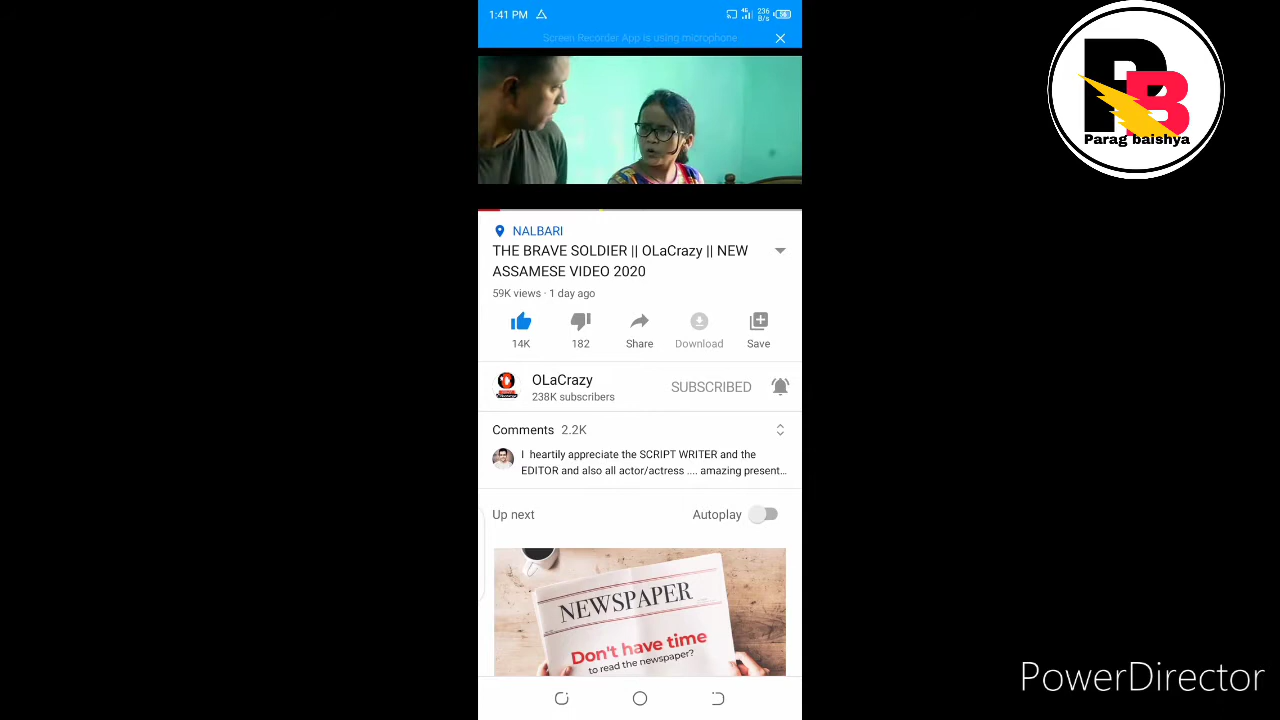 1:41 PM
4G
236
B/s
Screen Recorder App is using microphone
Parag baishya
NALBARI
THE BRAVE SOLDIER || OLaCrazy || NEW
ASSAMESE VIDEO 2020
59K views · 1 day ago
14K
182
Share
Download
Save
OLaCrazy
238K subscribers
SUBSCRIBED
Comments 2.2K
I heartily appreciate the SCRIPT WRITER and the
EDITOR and also all actor/actress .... amazing present...
Up next
Autoplay
NEWSPAPER
Don't have time
to read the newspaper?
PowerDirector